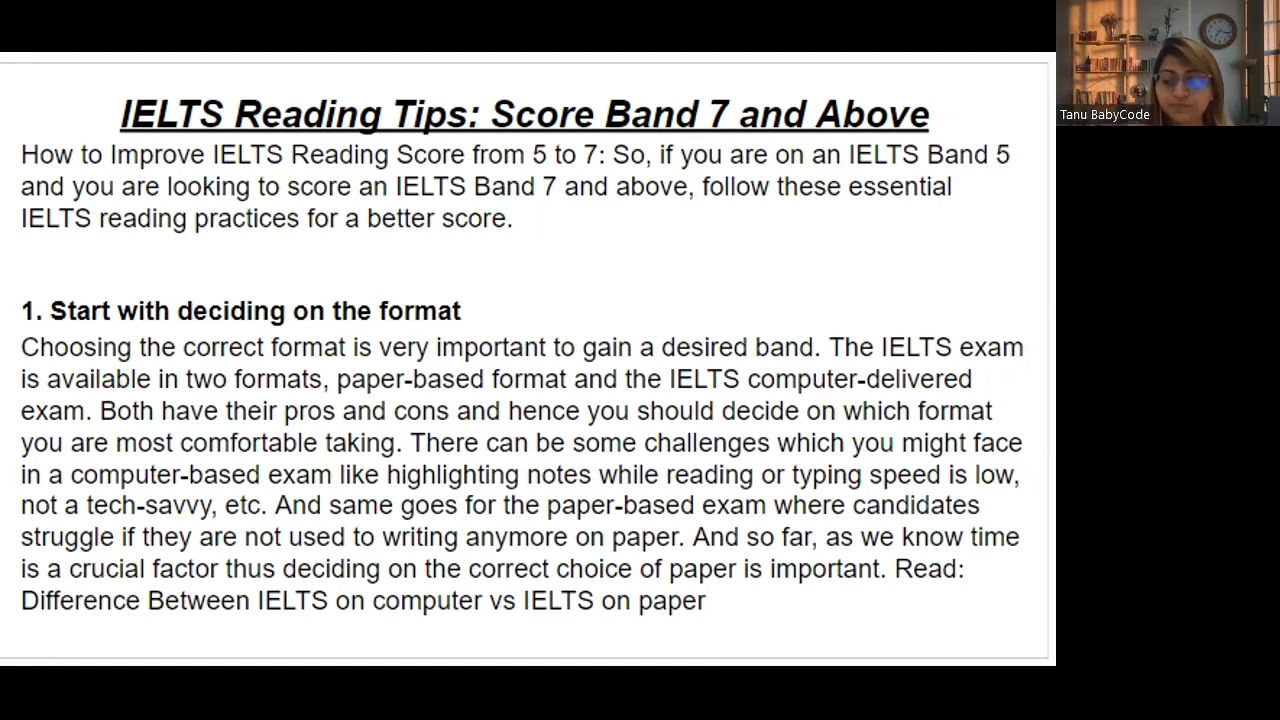 IELTS Reading Tips: Score Band 7 and Above
How to Improve IELTS Reading Score from 5 to 7: So, if you are on an IELTS Band 5
and you are looking to score an IELTS Band 7 and above, follow these essential
IELTS reading practices for a better score.
1. Start with deciding on the format
Choosing the correct format is very important to gain a desired band. The IELTS exam
is available in two formats, paper-based format and the IELTS computer-delivered
exam. Both have their pros and cons and hence you should decide on which format
you are most comfortable taking. There can be some challenges which you might face
in a computer-based exam like highlighting notes while reading or typing speed is low,
not a tech-savvy, etc. And same goes for the paper-based exam where candidates
struggle if they are not used to writing anymore on paper. And so far, as we know time
is a crucial factor thus deciding on the correct choice of paper is important. Read:
Difference Between IELTS on computer vs IELTS on paper
Tanu BabyCode